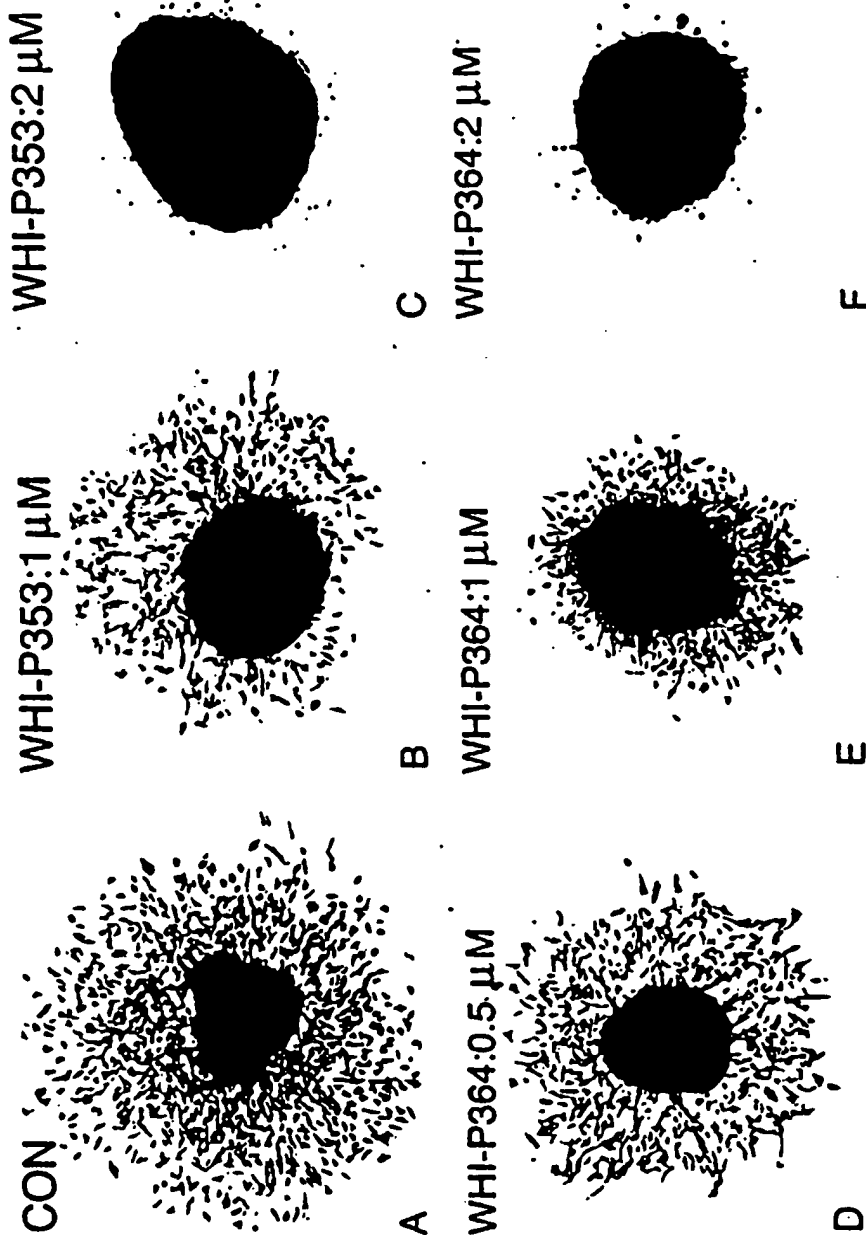 CON
A
WHI-P353:1 μM
B
WHI-P353:2 μM
C
WHI-P364:0.5 μM
D
WHI-P364:1 μM
E
WHI-P364:2 μM
F